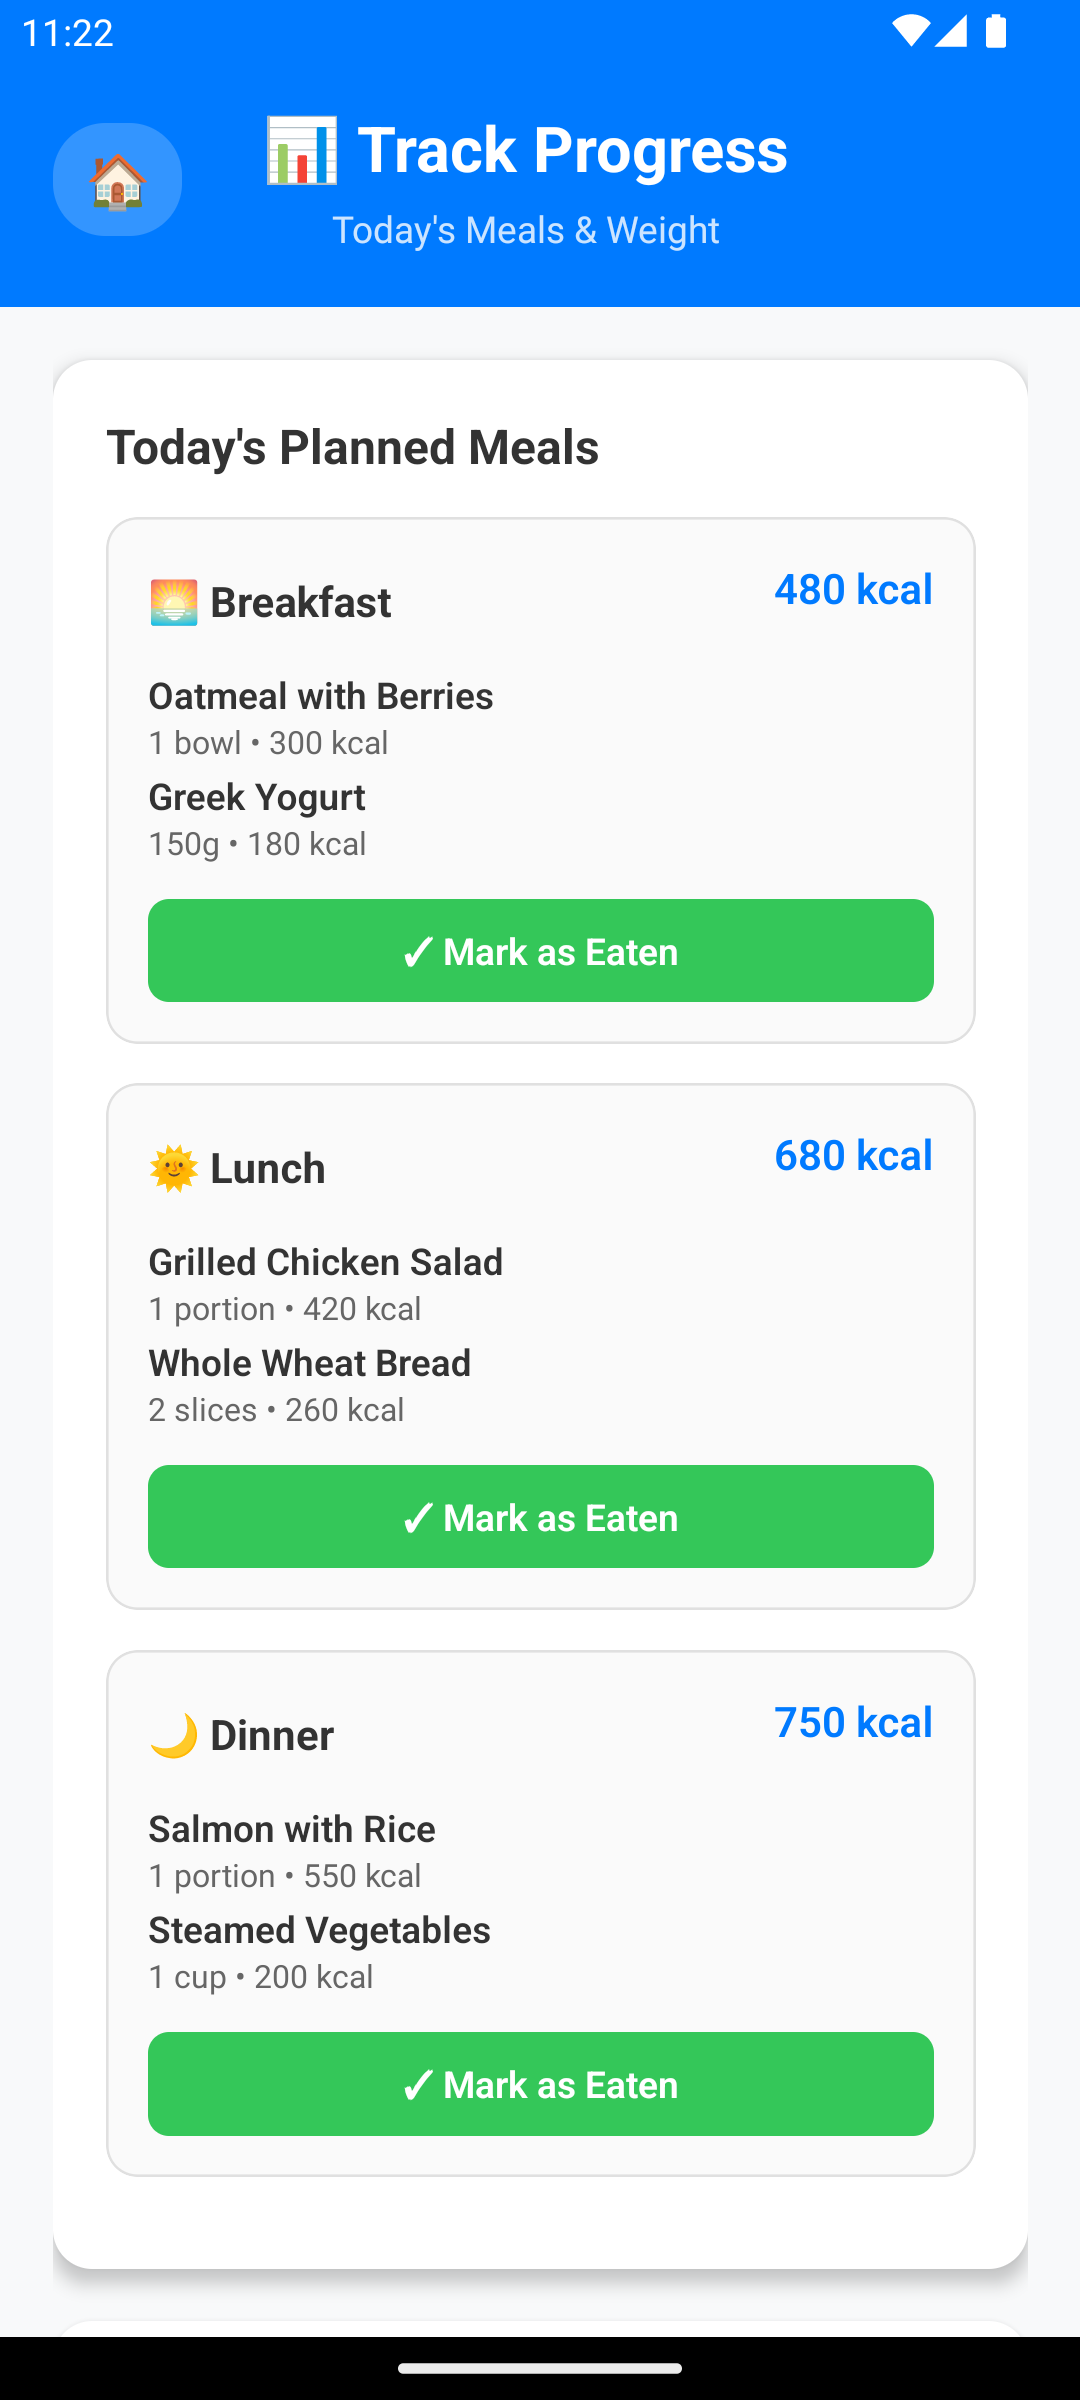 11:22
📊 Track Progress
Today's Meals & Weight
Today's Planned Meals
🌅 Breakfast
480 kcal
Oatmeal with Berries
1 bowl • 300 kcal
Greek Yogurt
150g • 180 kcal
✓ Mark as Eaten
🌞 Lunch
680 kcal
Grilled Chicken Salad
1 portion • 420 kcal
Whole Wheat Bread
2 slices • 260 kcal
✓ Mark as Eaten
🌙 Dinner
750 kcal
Salmon with Rice
1 portion • 550 kcal
Steamed Vegetables
1 cup • 200 kcal
✓ Mark as Eaten